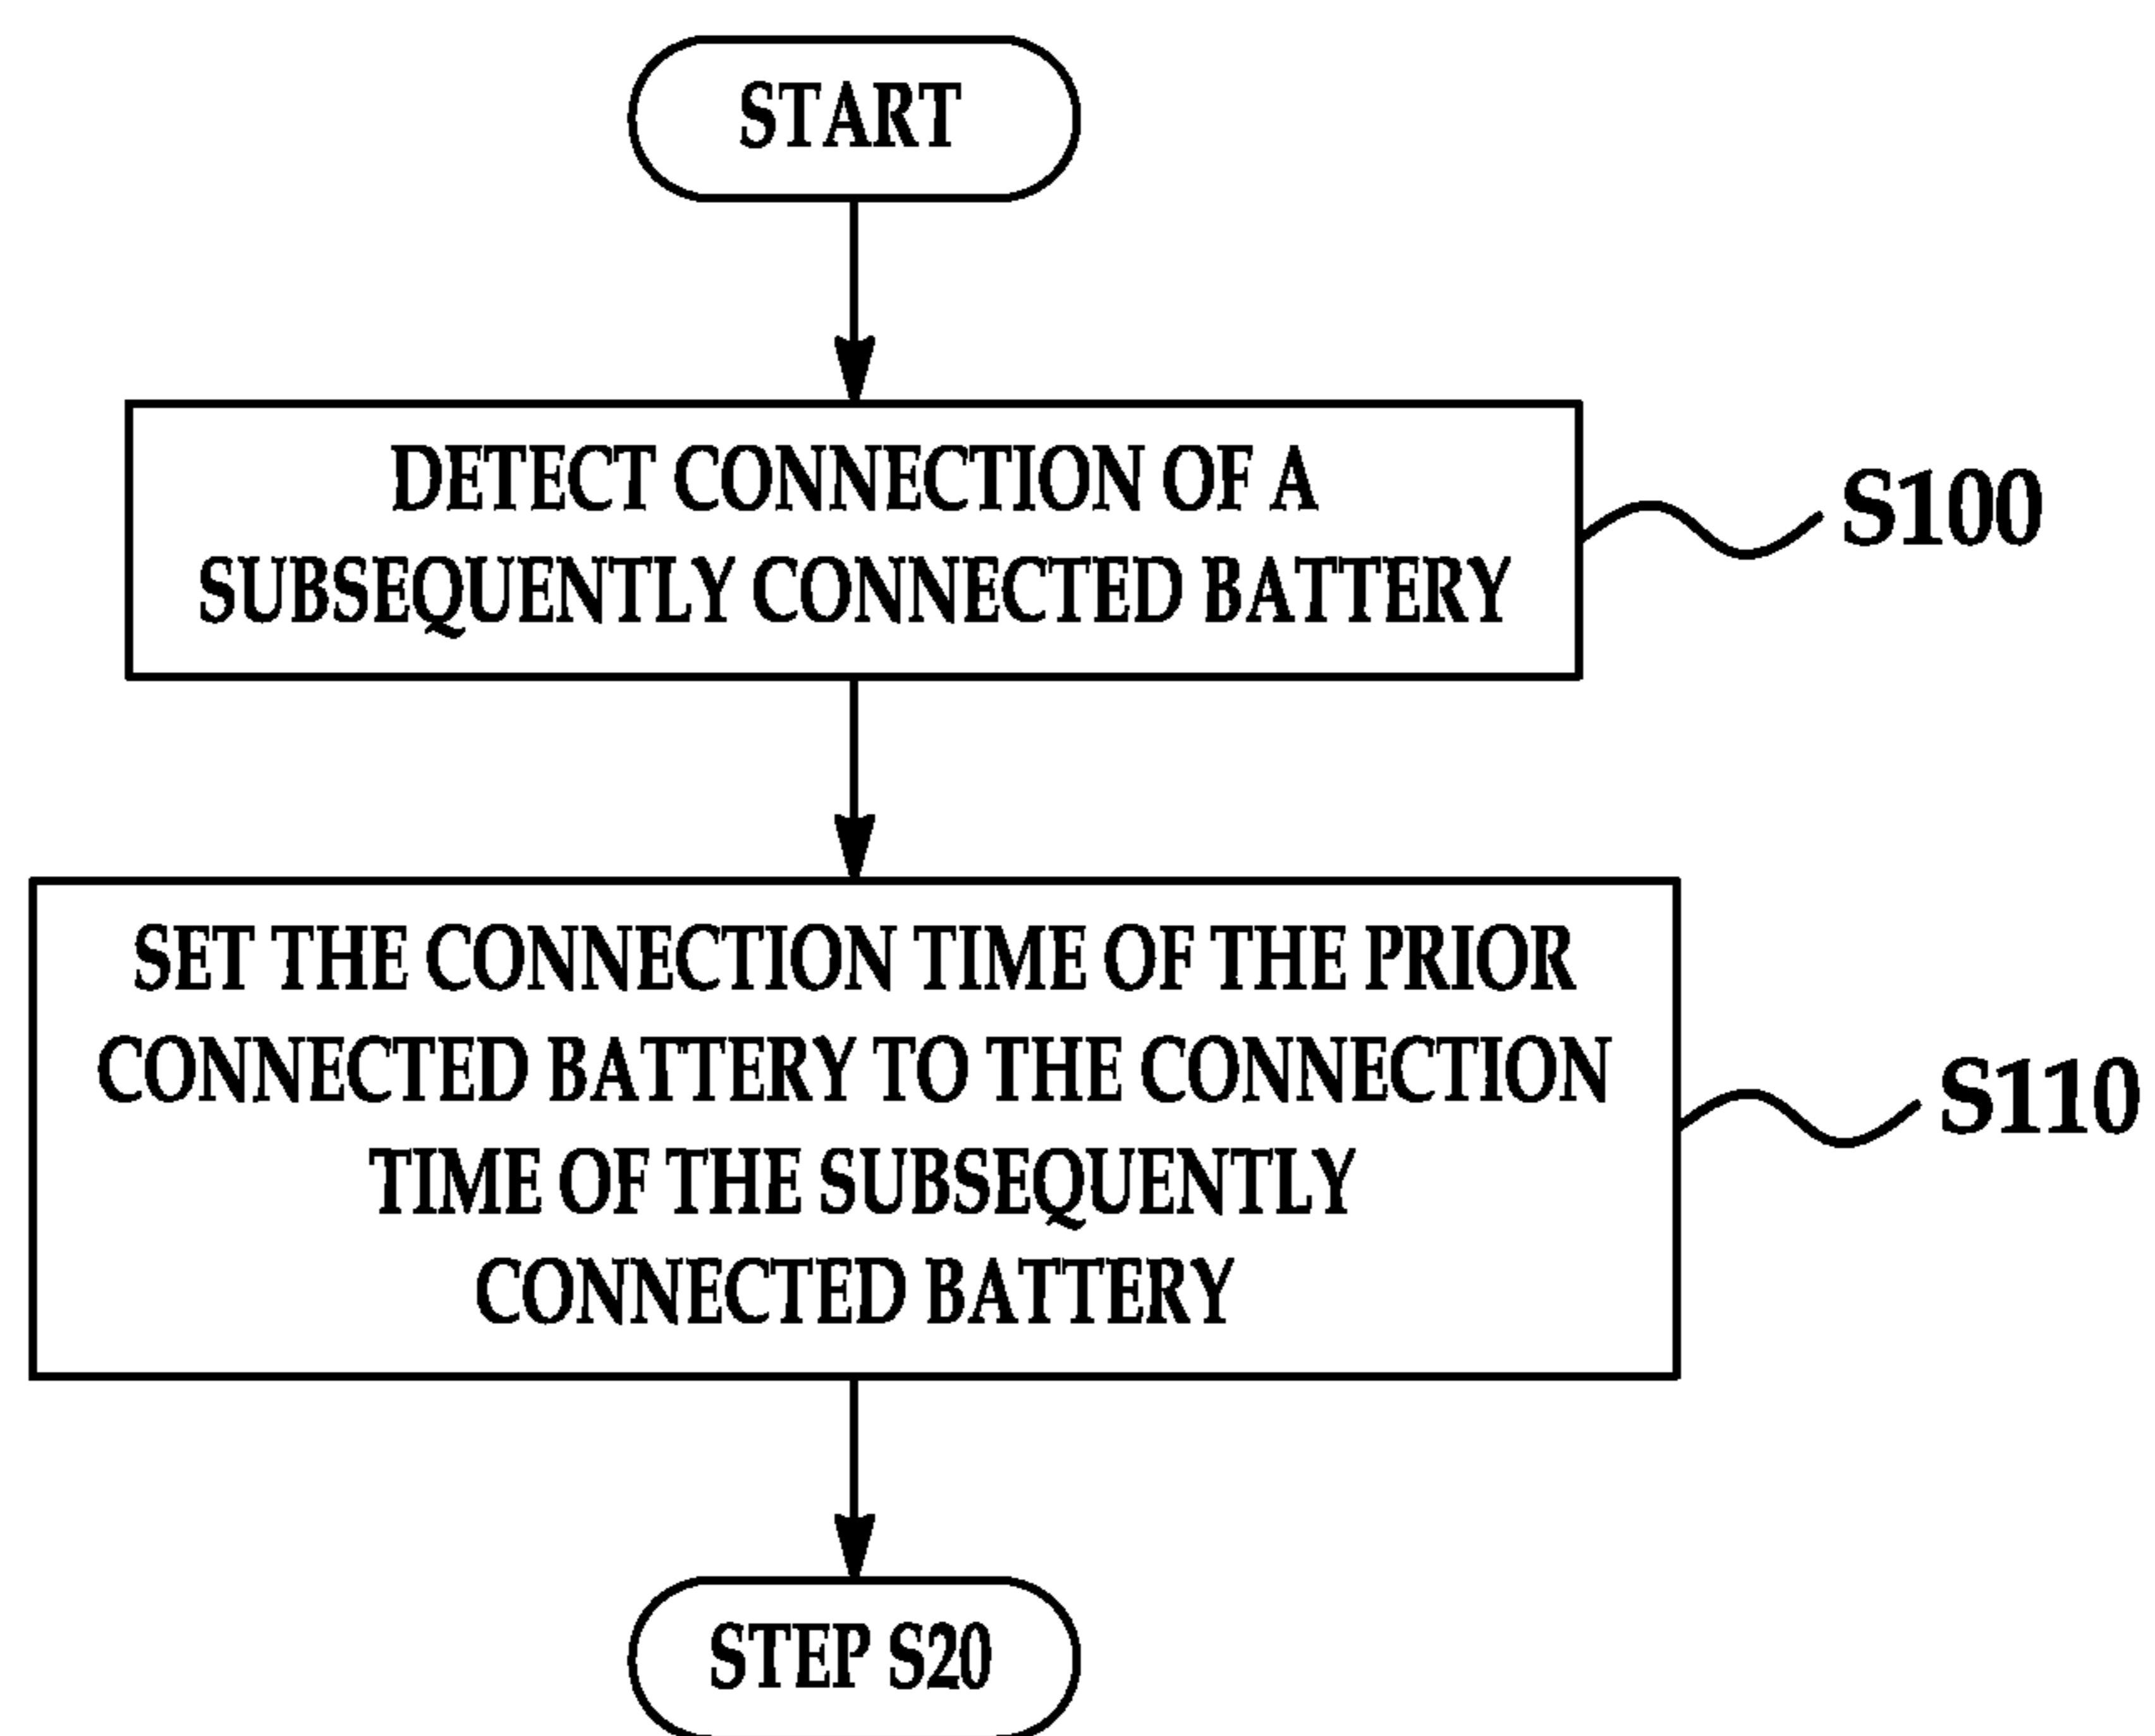 START
DETECT CONNECTION OF A
SUBSEQUENTLY CONNECTED BATTERY
S100
SET THE CONNECTION TIME OF THE PRIOR
CONNECTED BATTERY TO THE CONNECTION
TIME OF THE SUBSEQUENTLY
CONNECTED BATTERY
S110
STEP S20